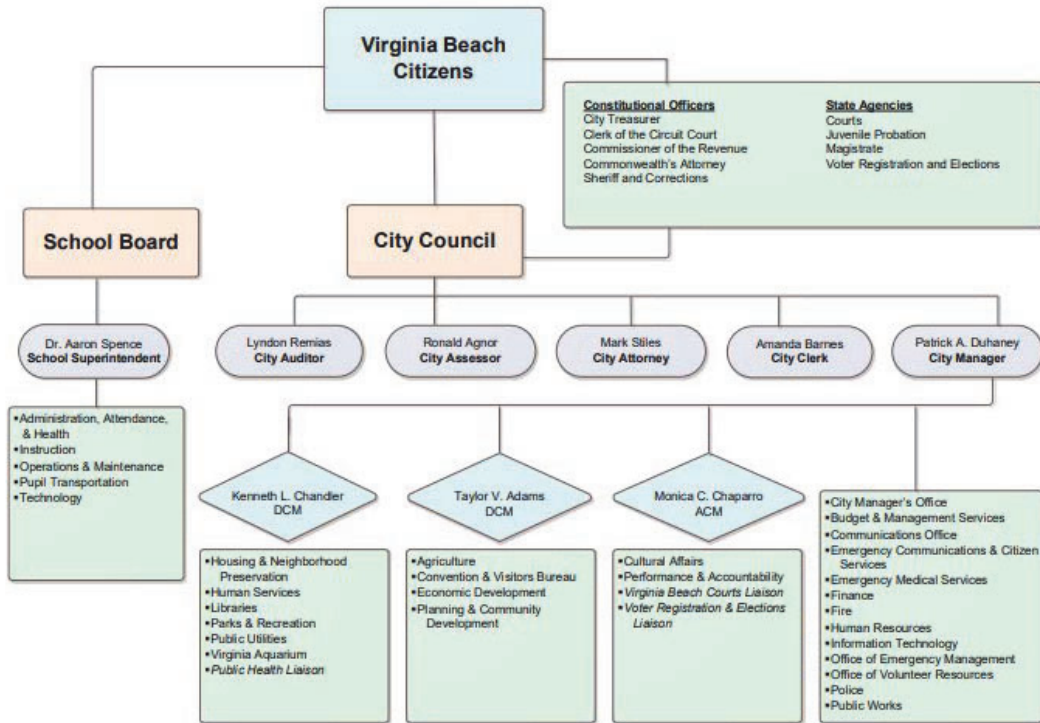 Virginia Beach
Citizens
Constitutional Officers
City Treasurer
Clerk of the Circuit Court
Commissioner of the Revenue
Commonwealth's Attorney
Sheriff and Corrections
State Agencies
Courts
Juvenile Probation
Magistrate
Voter Registration and Elections
School Board
City Council
Dr. Aaron Spence
School Superintendent
Lyndon Remias
City Auditor
Ronald Agnor
City Assessor
Mark Stiles
City Attorney
Amanda Barnes
City Clerk
Patrick A. Duhaney
City Manager
▪Administration, Attendance,
& Health
▪Instruction
▪Operations & Maintenance
▪Pupil Transportation
▪Technology
Kenneth L. Chandler
DCM
Taylor V. Adams
DCM
Monica C. Chaparro
ACM
▪Housing & Neighborhood
Preservation
▪Human Services
▪Libraries
▪Parks & Recreation
▪Public Utilities
▪Virginia Aquarium
▪Public Health Liaison
▪Agriculture
▪Convention & Visitors Bureau
▪Economic Development
▪Planning & Community
Development
▪Cultural Affairs
▪Performance & Accountability
▪Virginia Beach Courts Liaison
▪Voter Registration & Elections
Liaison
▪City Manager's Office
▪Budget & Management Services
▪Communications Office
▪Emergency Communications & Citizen
Services
▪Emergency Medical Services
▪Finance
▪Fire
▪Human Resources
▪Information Technology
▪Office of Emergency Management
▪Office of Volunteer Resources
▪Police
▪Public Works